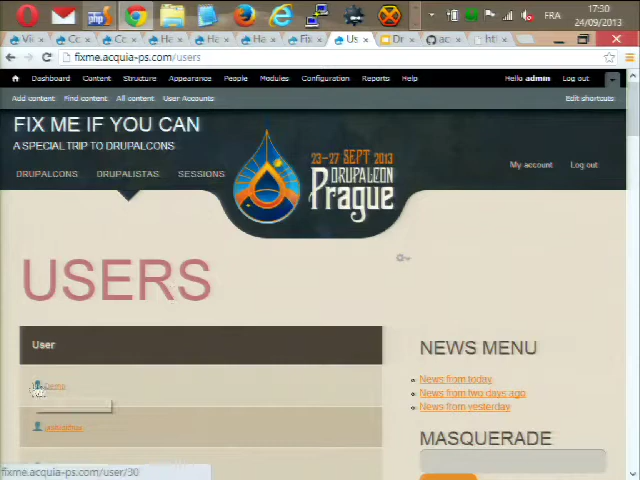 17:30
FRA
24/09/2013
fixme.acquia-ps.com/users
Dashboard Content Structure Appearance People Modules Configuration Reports Help
Hello admin Log out
Add content Find content All content User Accounts
Edit shortcuts
FIX ME IF YOU CAN
A SPECIAL TRIP TO DRUPALCONS
DRUPALCONS DRUPALISTAS SESSIONS
23-27 SEPT 2013
DRUPALCON
Prague
My account Log out
USERS
User
Demo
NEWS MENU
News from today
News from two days ago
News from yesterday
MASQUERADE
fixme.acquia-ps.com/user/30